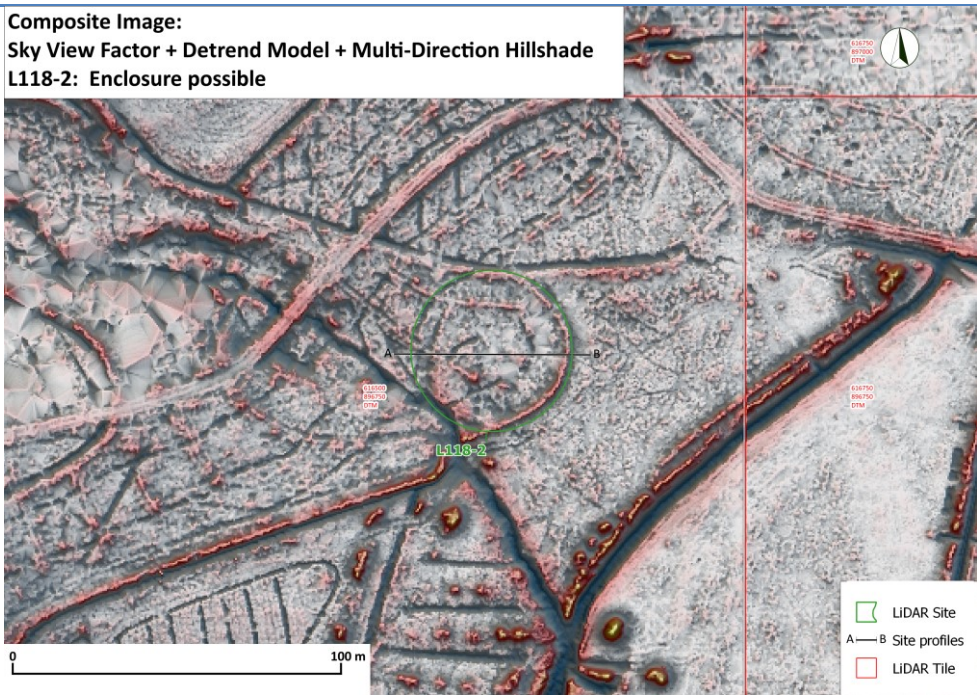 Composite Image:
Sky View Factor + Detrend Model + Multi-Direction Hillshade
L118-2: Enclosure possible
616750
897000
DTM
A
B
616500
896750
DTM
616750
896750
DTM
L118-2
LiDAR Site
A — B Site profiles
LiDAR Tile
0
100 m